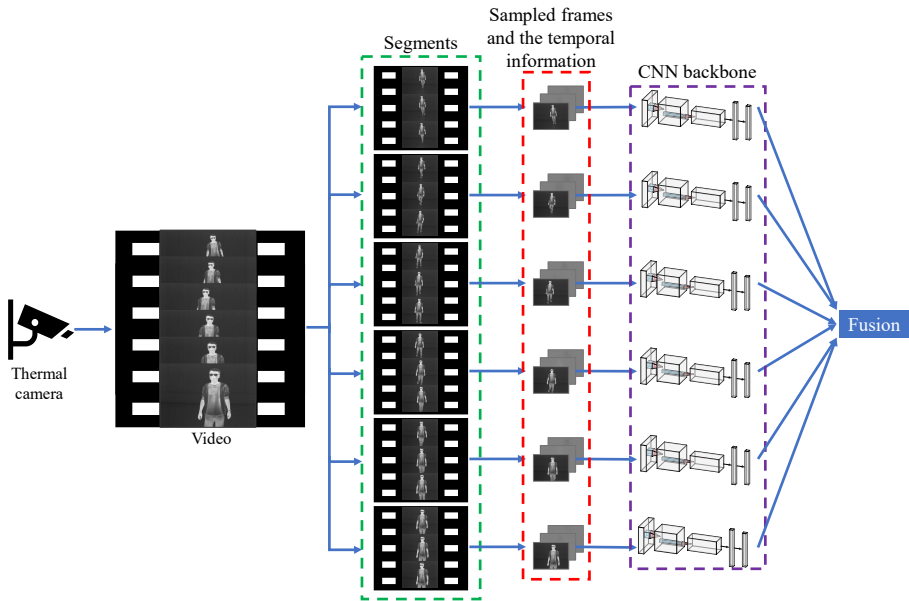 Sampled frames
and the temporal
information
Segments
CNN backbone
Thermal
camera
Video
Fusion